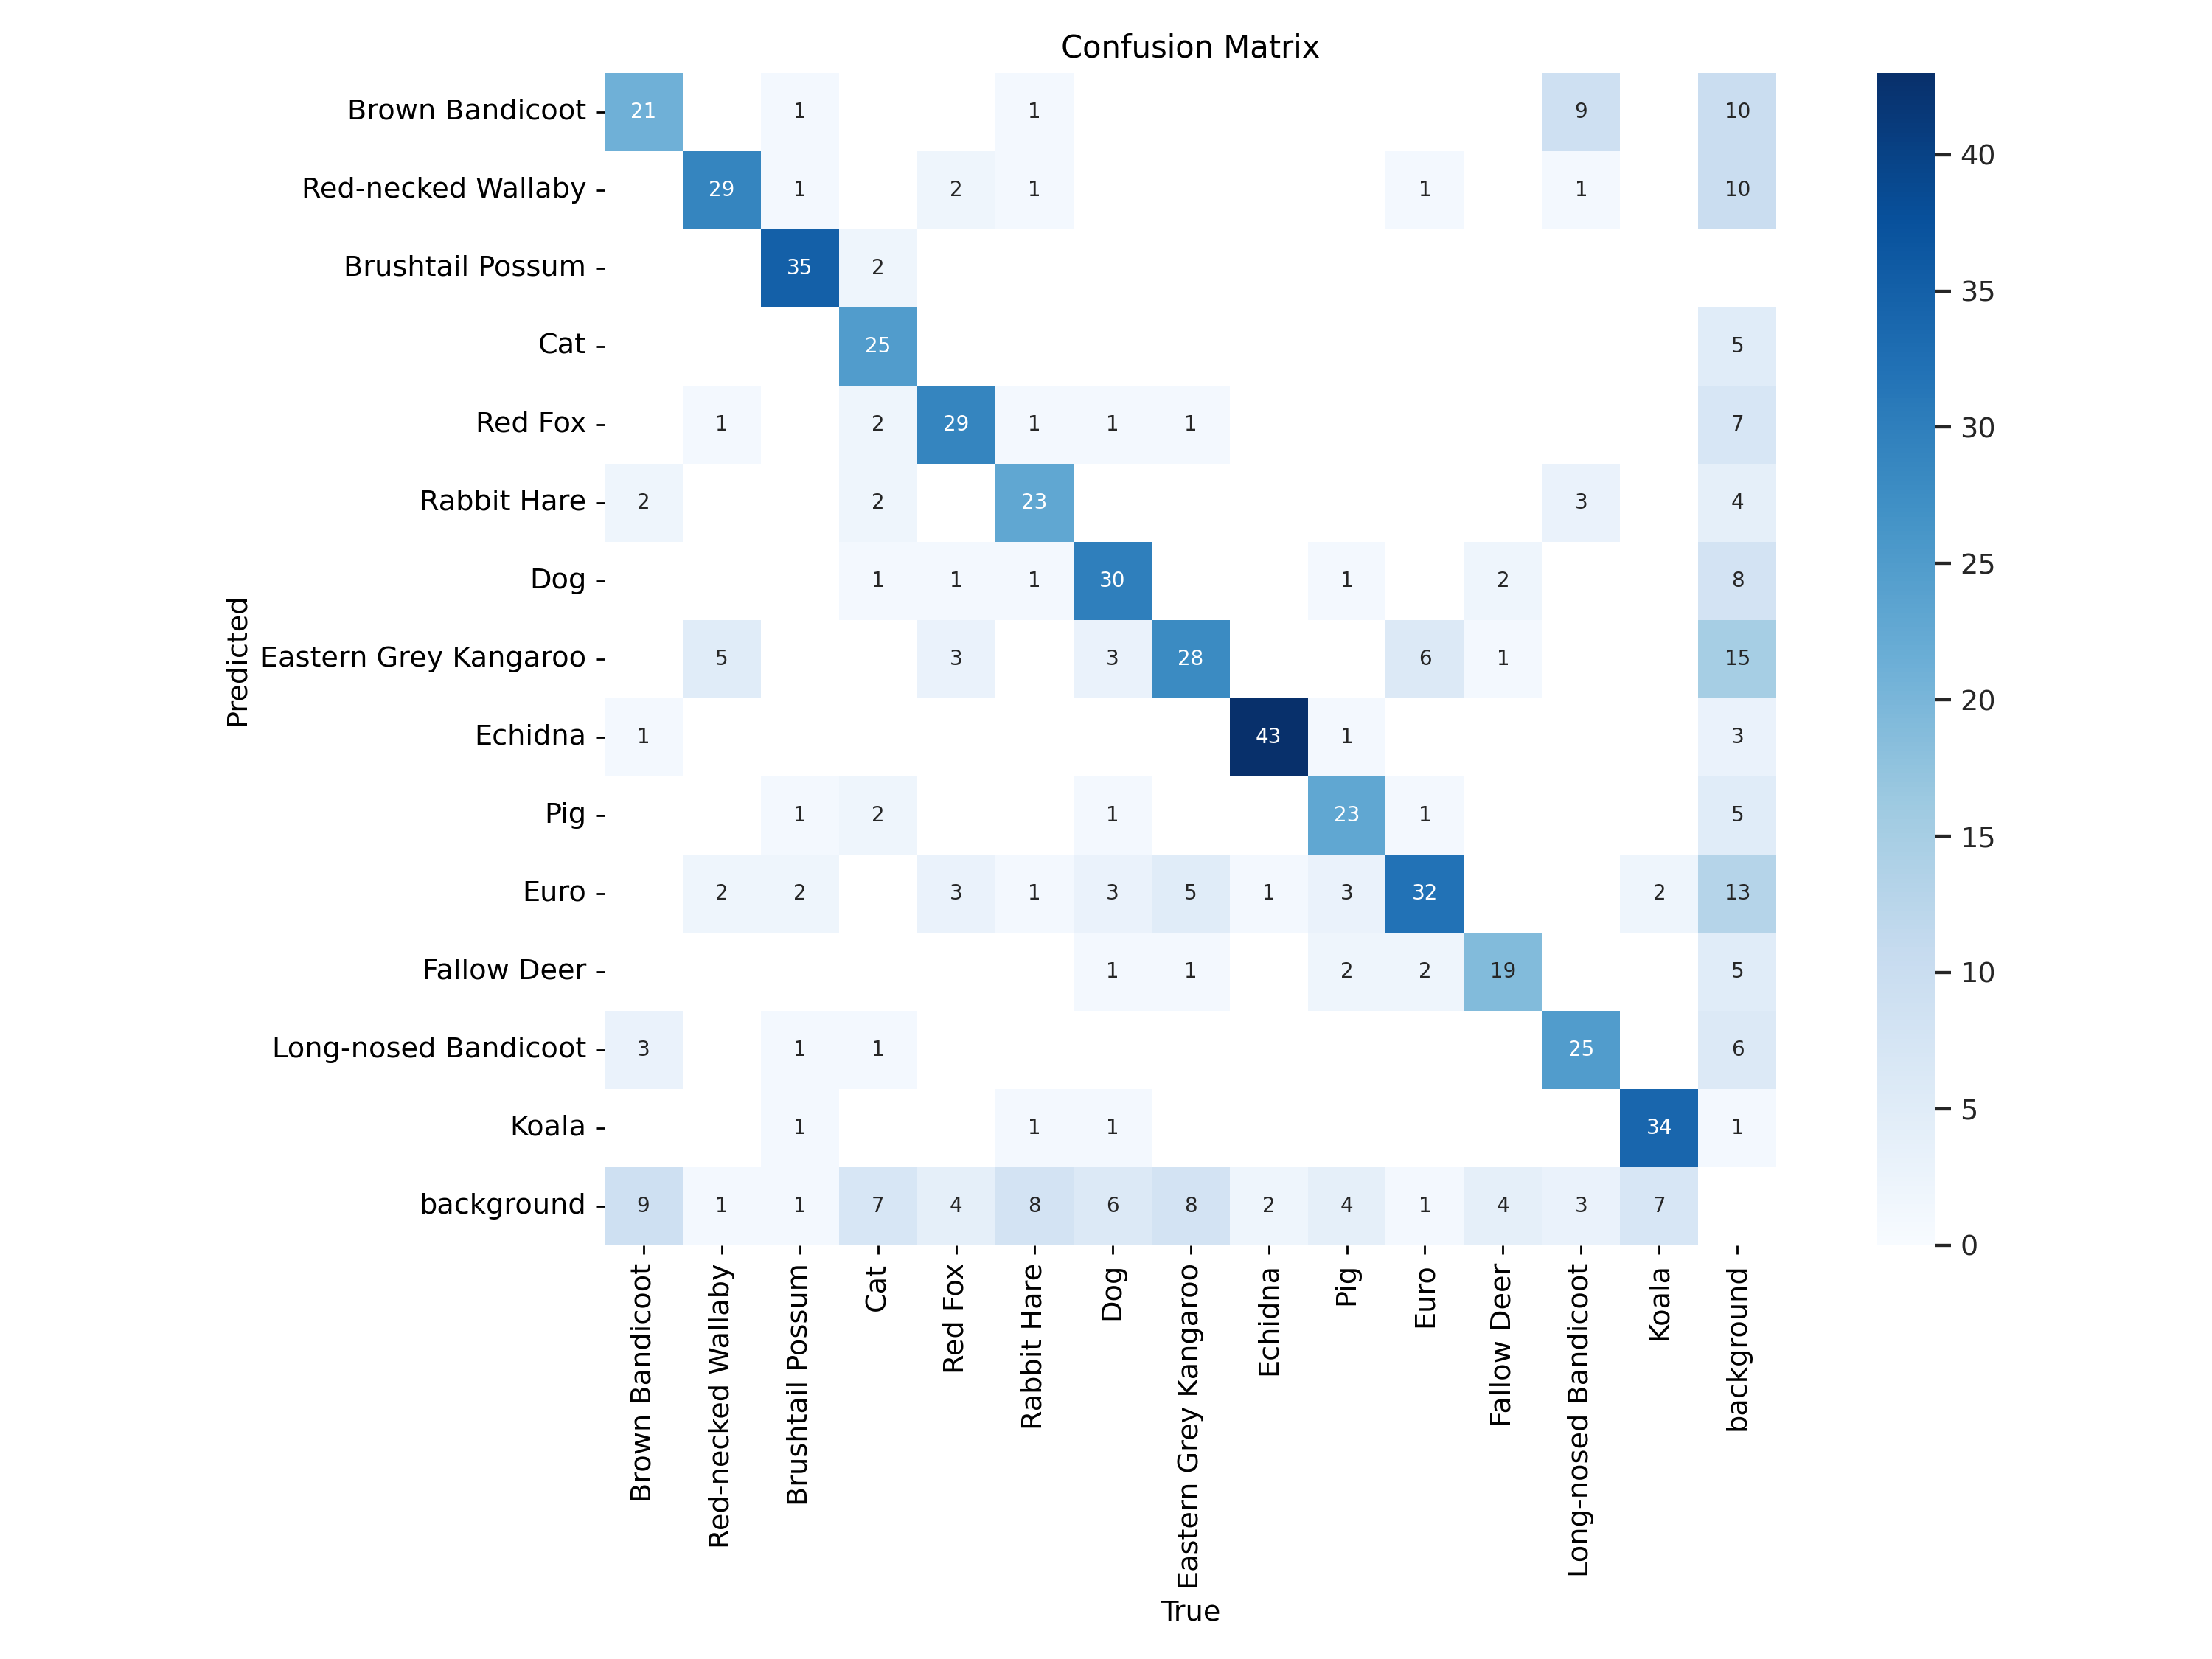 Confusion Matrix
Brown Bandicoot 21 1 1 9 10
Red-necked Wallaby 29 1 2 1 1 1 10
Brushtail Possum 35 2
Cat 25 5
Red Fox 1 2 29 1 1 1 7
Rabbit Hare 2 2 23 3 4
Dog 1 1 1 30 1 2 8
Eastern Grey Kangaroo 5 3 3 28 6 1 15
Echidna 1 43 1 3
Pig 1 2 1 23 1 5
Euro 2 2 3 1 3 5 1 3 32 2 13
Fallow Deer 1 1 2 2 19 5
Long-nosed Bandicoot 3 1 1 25 6
Koala 1 1 1 34 1
background 9 1 1 7 4 8 6 8 2 4 1 4 3 7
Predicted
Brown Bandicoot
Red-necked Wallaby
Brushtail Possum
Cat
Red Fox
Rabbit Hare
Dog
Eastern Grey Kangaroo
Echidna
Pig
Euro
Fallow Deer
Long-nosed Bandicoot
Koala
background
True
40
35
30
25
20
15
10
5
0